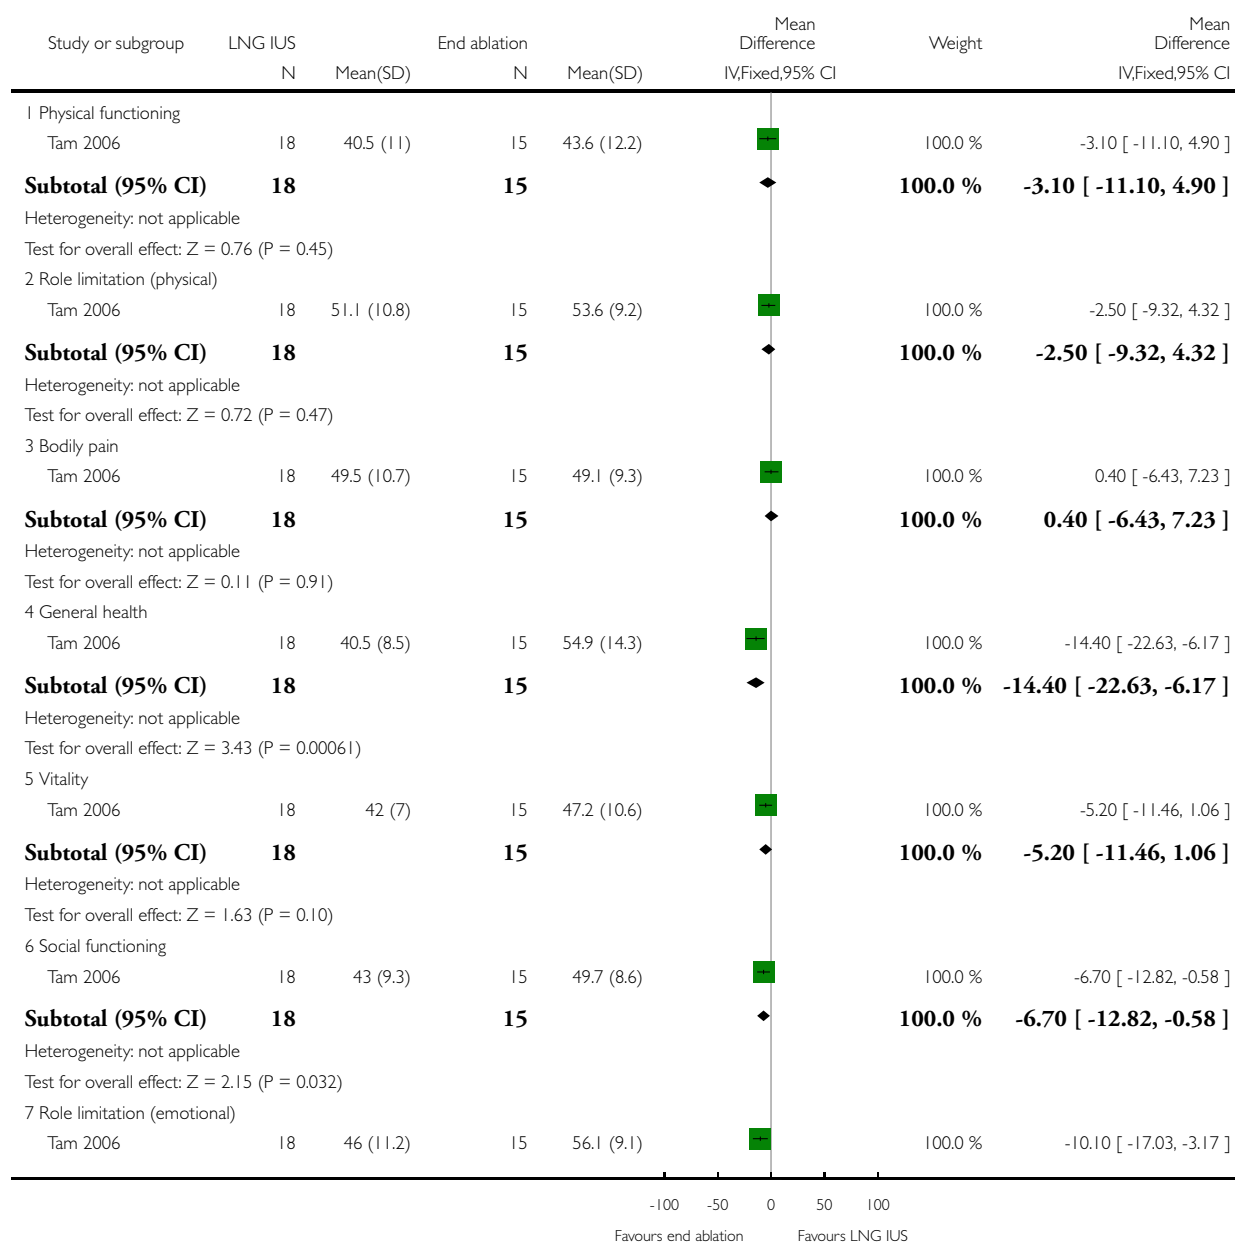 Study or subgroup LNG IUS End ablation Mean Difference Weight Mean Difference
N Mean(SD) N Mean(SD) IV,Fixed,95% CI IV,Fixed,95% CI
1 Physical functioning
Tam 2006 18 40.5 (11) 15 43.6 (12.2) 100.0 % -3.10 [ -11.10, 4.90 ]
Subtotal (95% CI) 18 15 100.0 % -3.10 [ -11.10, 4.90 ]
Heterogeneity: not applicable
Test for overall effect: Z = 0.76 (P = 0.45)
2 Role limitation (physical)
Tam 2006 18 51.1 (10.8) 15 53.6 (9.2) 100.0 % -2.50 [ -9.32, 4.32 ]
Subtotal (95% CI) 18 15 100.0 % -2.50 [ -9.32, 4.32 ]
Heterogeneity: not applicable
Test for overall effect: Z = 0.72 (P = 0.47)
3 Bodily pain
Tam 2006 18 49.5 (10.7) 15 49.1 (9.3) 100.0 % 0.40 [ -6.43, 7.23 ]
Subtotal (95% CI) 18 15 100.0 % 0.40 [ -6.43, 7.23 ]
Heterogeneity: not applicable
Test for overall effect: Z = 0.11 (P = 0.91)
4 General health
Tam 2006 18 40.5 (8.5) 15 54.9 (14.3) 100.0 % -14.40 [ -22.63, -6.17 ]
Subtotal (95% CI) 18 15 100.0 % -14.40 [ -22.63, -6.17 ]
Heterogeneity: not applicable
Test for overall effect: Z = 3.43 (P = 0.00061)
5 Vitality
Tam 2006 18 42 (7) 15 47.2 (10.6) 100.0 % -5.20 [ -11.46, 1.06 ]
Subtotal (95% CI) 18 15 100.0 % -5.20 [ -11.46, 1.06 ]
Heterogeneity: not applicable
Test for overall effect: Z = 1.63 (P = 0.10)
6 Social functioning
Tam 2006 18 43 (9.3) 15 49.7 (8.6) 100.0 % -6.70 [ -12.82, -0.58 ]
Subtotal (95% CI) 18 15 100.0 % -6.70 [ -12.82, -0.58 ]
Heterogeneity: not applicable
Test for overall effect: Z = 2.15 (P = 0.032)
7 Role limitation (emotional)
Tam 2006 18 46 (11.2) 15 56.1 (9.1) 100.0 % -10.10 [ -17.03, -3.17 ]
-100 -50 0 50 100
Favours end ablation Favours LNG IUS